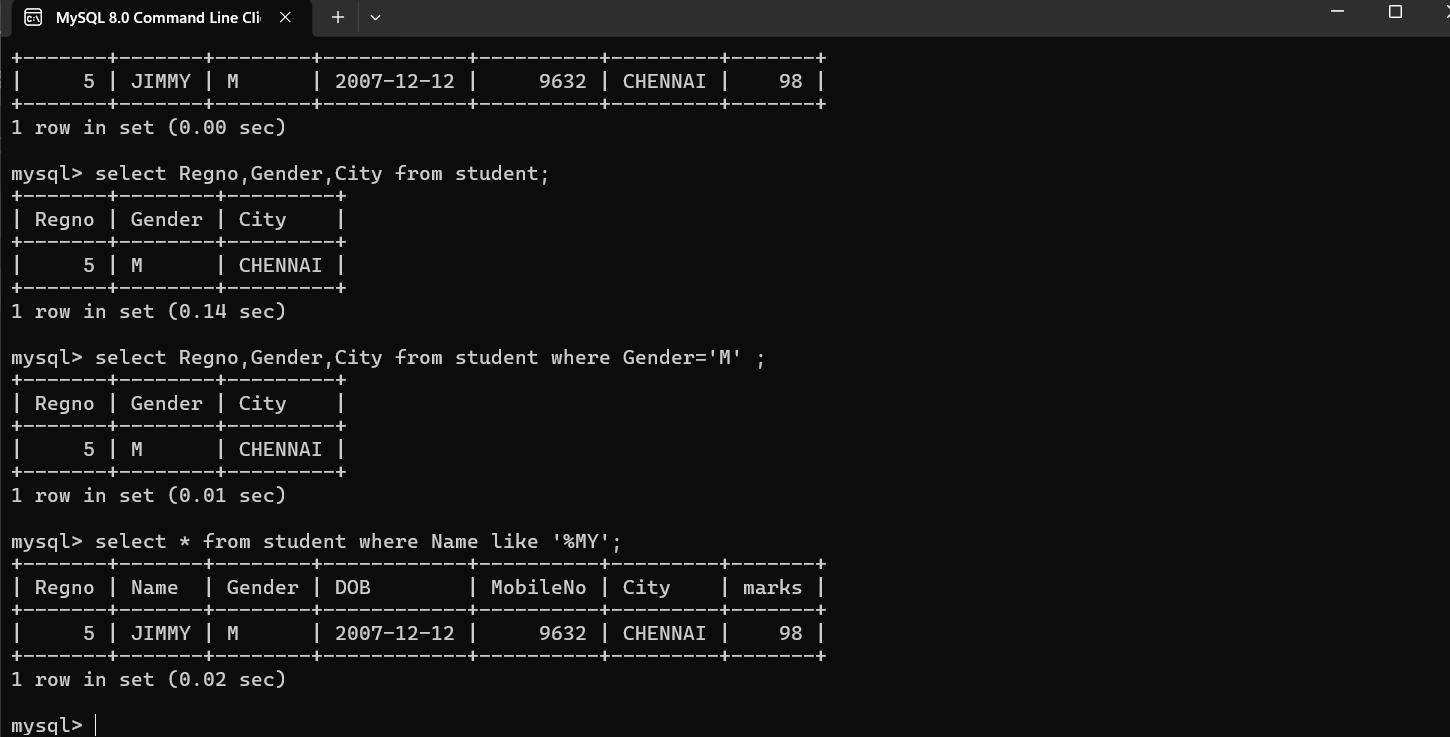 MySQL 8.0 Command Line Cli
+-------+-------+--------+------------+----------+---------+-------+
|     5 | JIMMY | M      | 2007-12-12 |     9632 | CHENNAI |    98 |
+-------+-------+--------+------------+----------+---------+-------+
1 row in set (0.00 sec)
mysql> select Regno,Gender,City from student;
+-------+--------+---------+
| Regno | Gender | City    |
+-------+--------+---------+
|     5 | M      | CHENNAI |
+-------+--------+---------+
1 row in set (0.14 sec)
mysql> select Regno,Gender,City from student where Gender='M' ;
+-------+--------+---------+
| Regno | Gender | City    |
+-------+--------+---------+
|     5 | M      | CHENNAI |
+-------+--------+---------+
1 row in set (0.01 sec)
mysql> select * from student where Name like '%MY';
+-------+-------+--------+------------+----------+---------+-------+
| Regno | Name  | Gender | DOB        | MobileNo | City    | marks |
+-------+-------+--------+------------+----------+---------+-------+
|     5 | JIMMY | M      | 2007-12-12 |     9632 | CHENNAI |    98 |
+-------+-------+--------+------------+----------+---------+-------+
1 row in set (0.02 sec)
mysql>